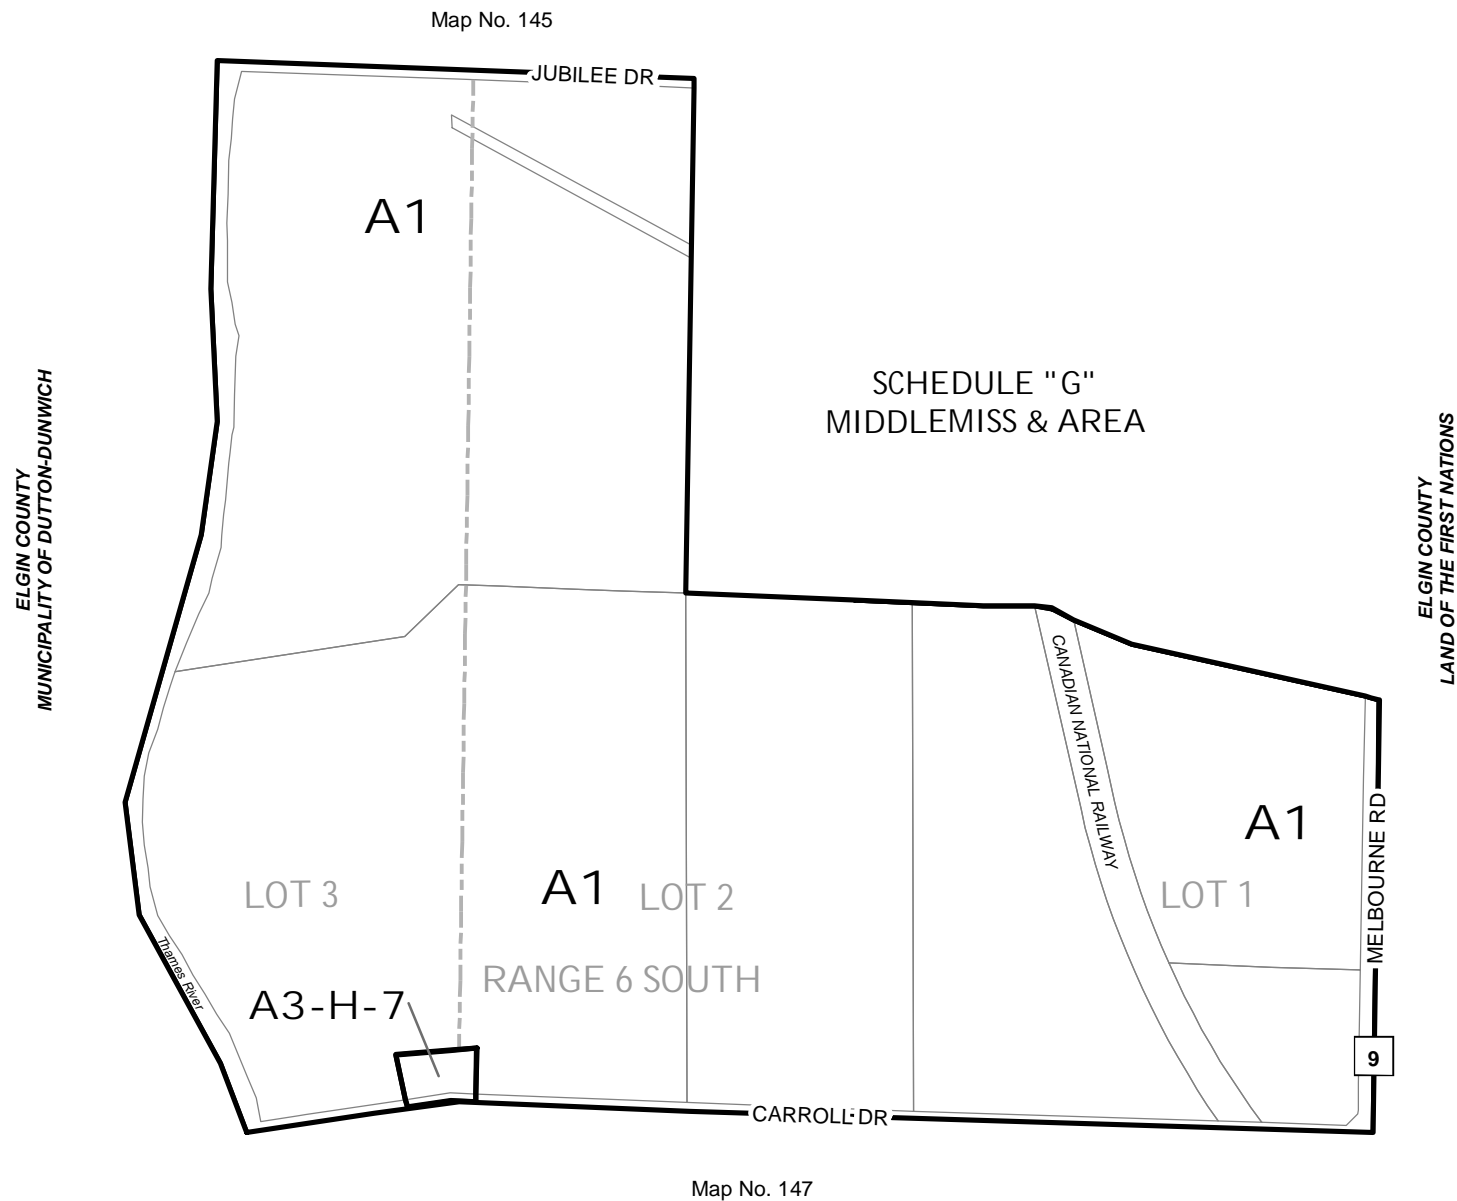 Map No. 145
JUBILEE DR
A1
SCHEDULE "G"
MIDDLEMISS & AREA
ELGIN COUNTY
MUNICIPALITY OF DUTTON-DUNWICH
ELGIN COUNTY
LAND OF THE FIRST NATIONS
CANADIAN NATIONAL RAILWAY
A1
MELBOURNE RD
LOT 3
A1
LOT 2
LOT 1
Thames River
RANGE 6 SOUTH
A3-H-7
9
CARROLL DR
Map No. 147